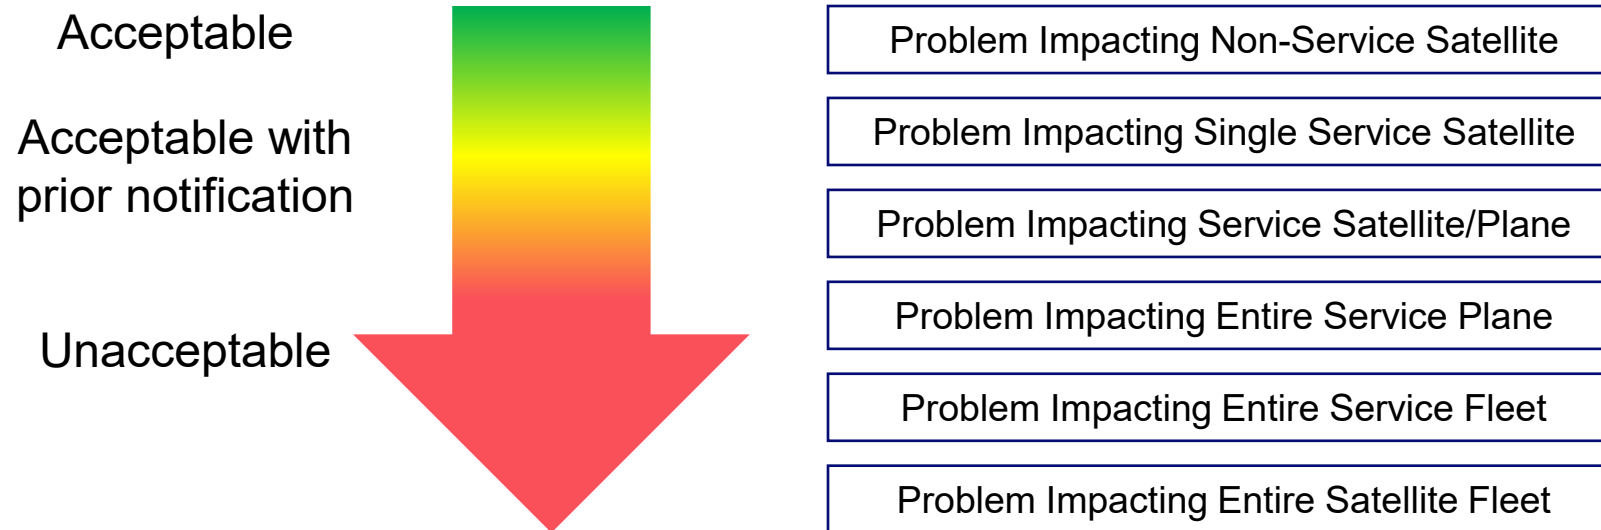 Acceptable
Acceptable with
prior notification
Unacceptable
Problem Impacting Non-Service Satellite
Problem Impacting Single Service Satellite
Problem Impacting Service Satellite/Plane
Problem Impacting Entire Service Plane
Problem Impacting Entire Service Fleet
Problem Impacting Entire Satellite Fleet